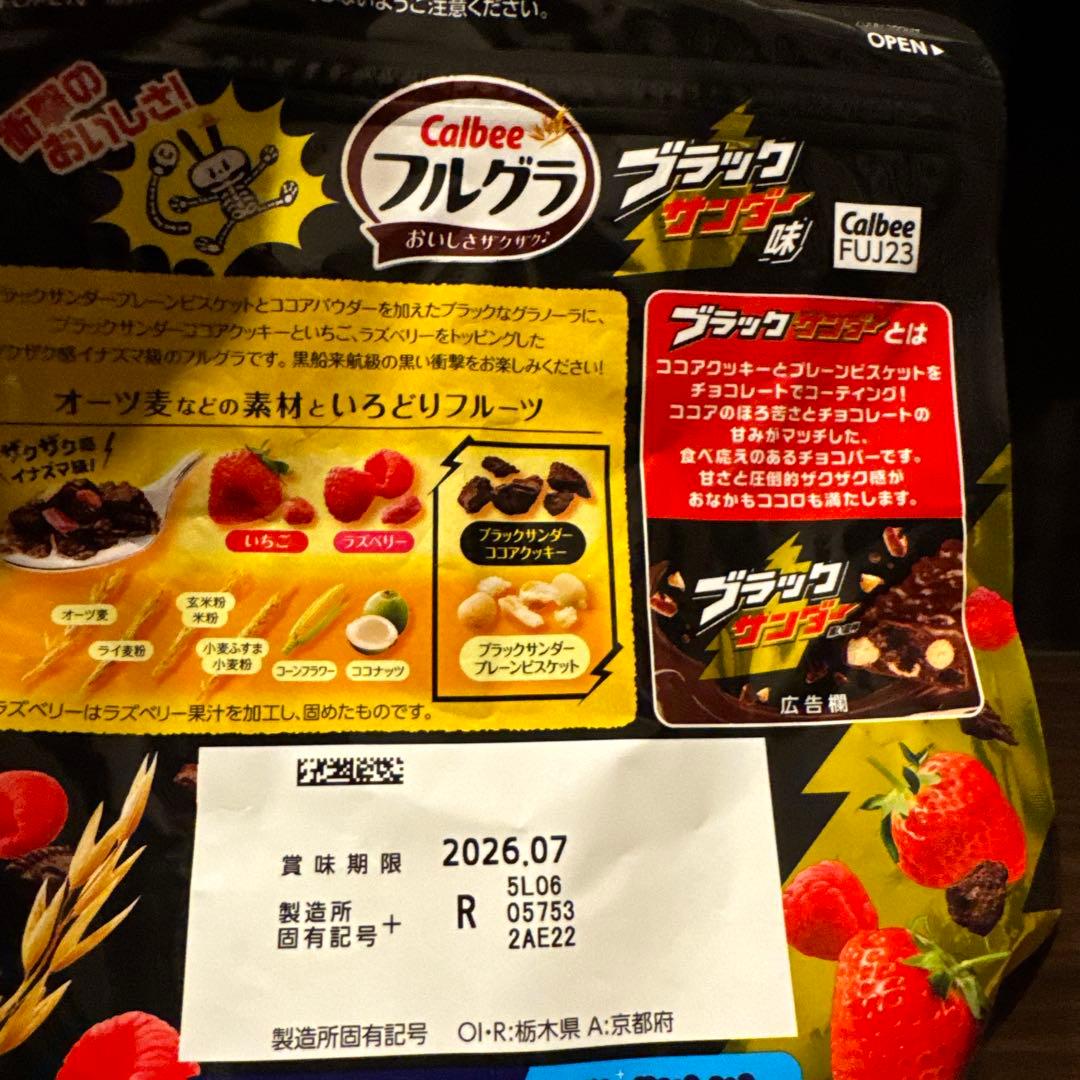 ようご注意ください。
OPEN▶
衝撃の
おいしさ!
Calbee
フルグラ
おいしさザクザク♪
ブラック
サンダー
味
Calbee
FUJ23
ブラックサンダープレーンビスケットとココアパウダーを加えたブラックなグラノーラに、
ブラックサンダーココアクッキーといちご、ラズベリーをトッピングした
ザクザク感イナズマ級のフルグラです。黒船来航級の黒い衝撃をお楽しみください!
オーツ麦などの素材といろどりフルーツ
ザクザク感
イナズマ級!
いちご
ラズベリー
ブラックサンダー
ココアクッキー
オーツ麦
玄米粉
米粉
ライ麦粉
小麦ふすま
小麦粉
コーンフラワー
ココナッツ
ブラックサンダー
プレーンビスケット
ラズベリーはラズベリー果汁を加工し、固めたものです。
ブラックサンダーとは
ココアクッキーとプレーンビスケットを
チョコレートでコーティング!
ココアのほろ苦さとチョコレートの
甘みがマッチした、
食べ応えのあるチョコバーです。
甘さと圧倒的ザクザク感が
おなかもココロも満たします。
ブラック
サンダー
広告欄
賞味期限 2026.07
製造所
固有記号+ R 5L06
05753
2AE22
製造所固有記号 OI・R:栃木県 A:京都府